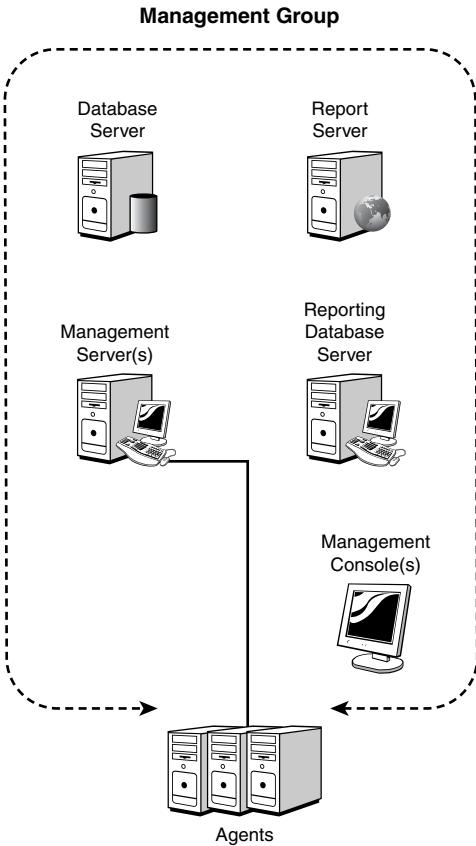 Management Group
Database
Server
Report
Server
Management
Server(s)
Reporting
Database
Server
Management
Console(s)
Agents